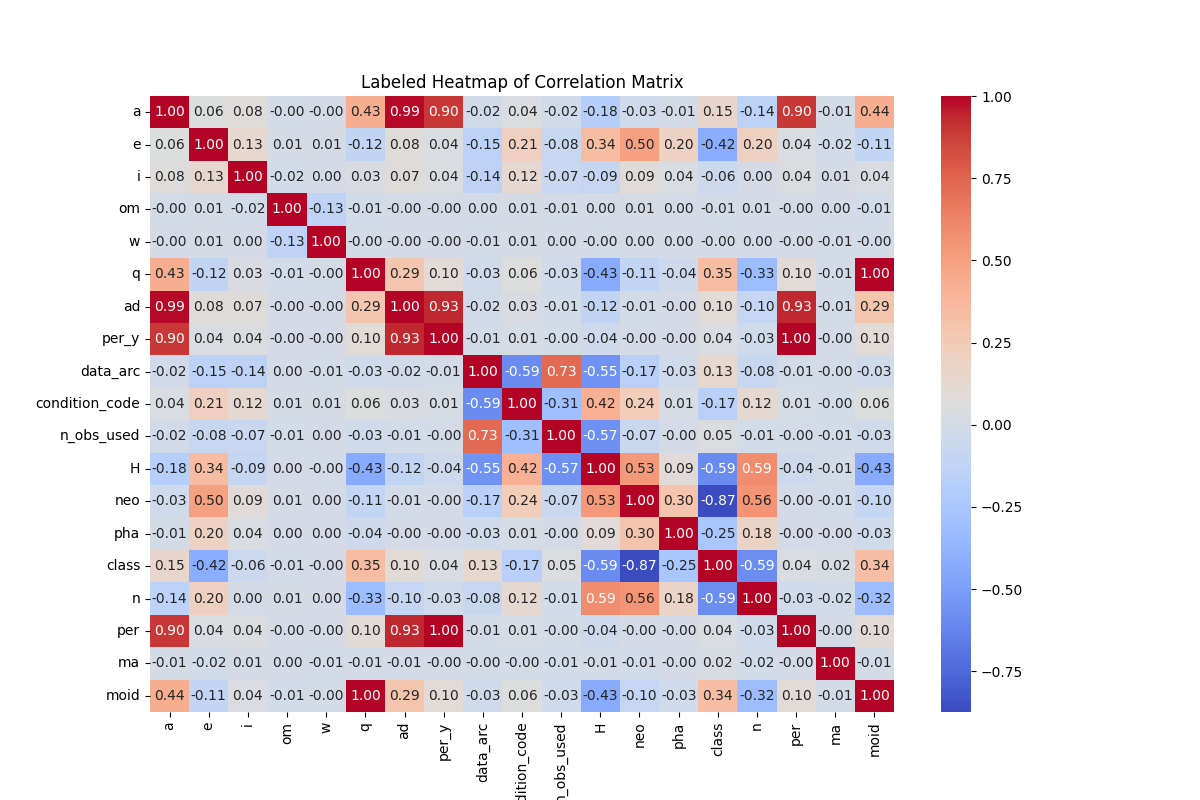 Labeled Heatmap of Correlation Matrix
a 1.00 0.06 0.08 -0.00 -0.00 0.43 0.99 0.90 -0.02 0.04 -0.02 -0.18 -0.03 -0.01 0.15 -0.14 0.90 -0.01 0.44
e 0.06 1.00 0.13 0.01 0.01 -0.12 0.08 0.04 -0.15 0.21 -0.08 0.34 0.50 0.20 -0.42 0.20 0.04 -0.02 -0.11
i 0.08 0.13 1.00 -0.02 0.00 0.03 0.07 0.04 -0.14 0.12 -0.07 -0.09 0.09 0.04 -0.06 0.00 0.04 0.01 0.04
om -0.00 0.01 -0.02 1.00 -0.13 -0.01 -0.00 -0.00 0.00 0.01 -0.01 0.00 0.01 0.00 -0.01 0.01 -0.00 0.00 -0.01
w -0.00 0.01 0.00 -0.13 1.00 -0.00 -0.00 -0.00 -0.01 0.01 0.00 -0.00 0.00 -0.00 -0.00 0.00 -0.00 -0.01 -0.00
q 0.43 -0.12 0.03 -0.01 -0.00 1.00 0.29 0.10 -0.03 0.06 -0.03 -0.43 -0.11 -0.04 0.35 -0.33 0.10 -0.01 1.00
ad 0.99 0.08 0.07 -0.00 -0.00 0.29 1.00 0.93 -0.02 0.03 -0.01 -0.12 -0.01 -0.00 0.10 -0.10 0.93 -0.01 0.29
per_y 0.90 0.04 0.04 -0.00 -0.00 0.10 0.93 1.00 -0.01 0.01 -0.00 -0.04 -0.00 -0.00 0.04 -0.03 1.00 -0.00 0.10
data_arc -0.02 -0.15 -0.14 0.00 -0.01 -0.03 -0.02 -0.01 1.00 -0.59 0.73 -0.55 -0.17 -0.03 0.13 -0.08 -0.01 -0.00 -0.03
condition_code 0.04 0.21 0.12 0.01 0.01 0.06 0.03 0.01 -0.59 1.00 -0.31 0.42 0.24 0.01 -0.17 0.12 0.01 -0.00 0.06
n_obs_used -0.02 -0.08 -0.07 -0.01 0.00 -0.03 -0.01 -0.00 0.73 -0.31 1.00 -0.57 -0.07 -0.00 0.05 -0.01 -0.00 -0.01 -0.03
H -0.18 0.34 -0.09 0.00 -0.00 -0.43 -0.12 -0.04 -0.55 0.42 -0.57 1.00 0.53 0.09 -0.59 0.59 -0.04 -0.01 -0.43
neo -0.03 0.50 0.09 0.01 0.00 -0.11 -0.01 -0.00 -0.17 0.24 -0.07 0.53 1.00 0.30 -0.87 0.56 -0.00 -0.01 -0.10
pha -0.01 0.20 0.04 0.00 -0.00 -0.04 -0.00 -0.00 -0.03 0.01 -0.00 0.09 0.30 1.00 -0.25 0.18 -0.00 -0.00 -0.03
class 0.15 -0.42 -0.06 -0.01 -0.00 0.35 0.10 0.04 0.13 -0.17 0.05 -0.59 -0.87 -0.25 1.00 -0.59 0.04 0.02 0.34
n -0.14 0.20 0.00 0.01 0.00 -0.33 -0.10 -0.03 -0.08 0.12 -0.01 0.59 0.56 0.18 -0.59 1.00 -0.03 -0.02 -0.32
per 0.90 0.04 0.04 -0.00 -0.00 0.10 0.93 1.00 -0.01 0.01 -0.00 -0.04 -0.00 -0.00 0.04 -0.03 1.00 -0.00 0.10
ma -0.01 -0.02 0.01 0.00 -0.01 -0.01 -0.01 -0.00 -0.00 -0.00 -0.01 -0.01 -0.01 -0.00 0.02 -0.02 -0.00 1.00 -0.01
moid 0.44 -0.11 0.04 -0.01 -0.00 1.00 0.29 0.10 -0.03 0.06 -0.03 -0.43 -0.10 -0.03 0.34 -0.32 0.10 -0.01 1.00
a e i om w q ad per_y data_arc dition_code n_obs_used H neo pha class n per ma moid
1.00
0.75
0.50
0.25
0.00
−0.25
−0.50
−0.75